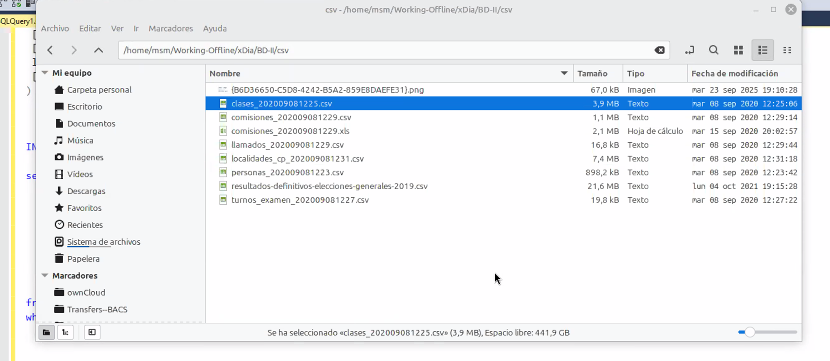 csv - /home/msm/Working-Offline/xDia/BD-II/csv
QLQuery1.
Archivo Editar Ver Ir Marcadores Ayuda
/home/msm/Working-Offline/xDia/BD-II/csv
Mi equipo
Carpeta personal
Escritorio
Documentos
Música
Imágenes
Vídeos
Descargas
Favoritos
Recientes
Sistema de archivos
Papelera
Marcadores
ownCloud
Transfers--BACS
Nombre Tamaño Tipo Fecha de modificación
{B6D36650-C5D8-4242-B5A2-859E8DAEFE31}.png 67,0 kB Imagen mar 23 sep 2025 19:10:28
clases_202009081225.csv 3,9 MB Texto mar 08 sep 2020 12:25:06
comisiones_202009081229.csv 1,1 MB Texto mar 08 sep 2020 12:29:14
comisiones_202009081229.xls 2,1 MB Hoja de cálculo mar 15 sep 2020 20:02:57
llamados_202009081229.csv 16,8 kB Texto mar 08 sep 2020 12:29:44
localidades_cp_202009081231.csv 7,4 MB Texto mar 08 sep 2020 12:31:18
personas_202009081223.csv 898,2 kB Texto mar 08 sep 2020 12:23:42
resultados-definitivos-elecciones-generales-2019.csv 21,6 MB Texto lun 04 oct 2021 19:15:28
turnos_examen_202009081227.csv 19,8 kB Texto mar 08 sep 2020 12:27:22
Se ha seleccionado «clases_202009081225.csv» (3,9 MB), Espacio libre: 441,9 GB
[
[
[
)
IN
se
fr
wh